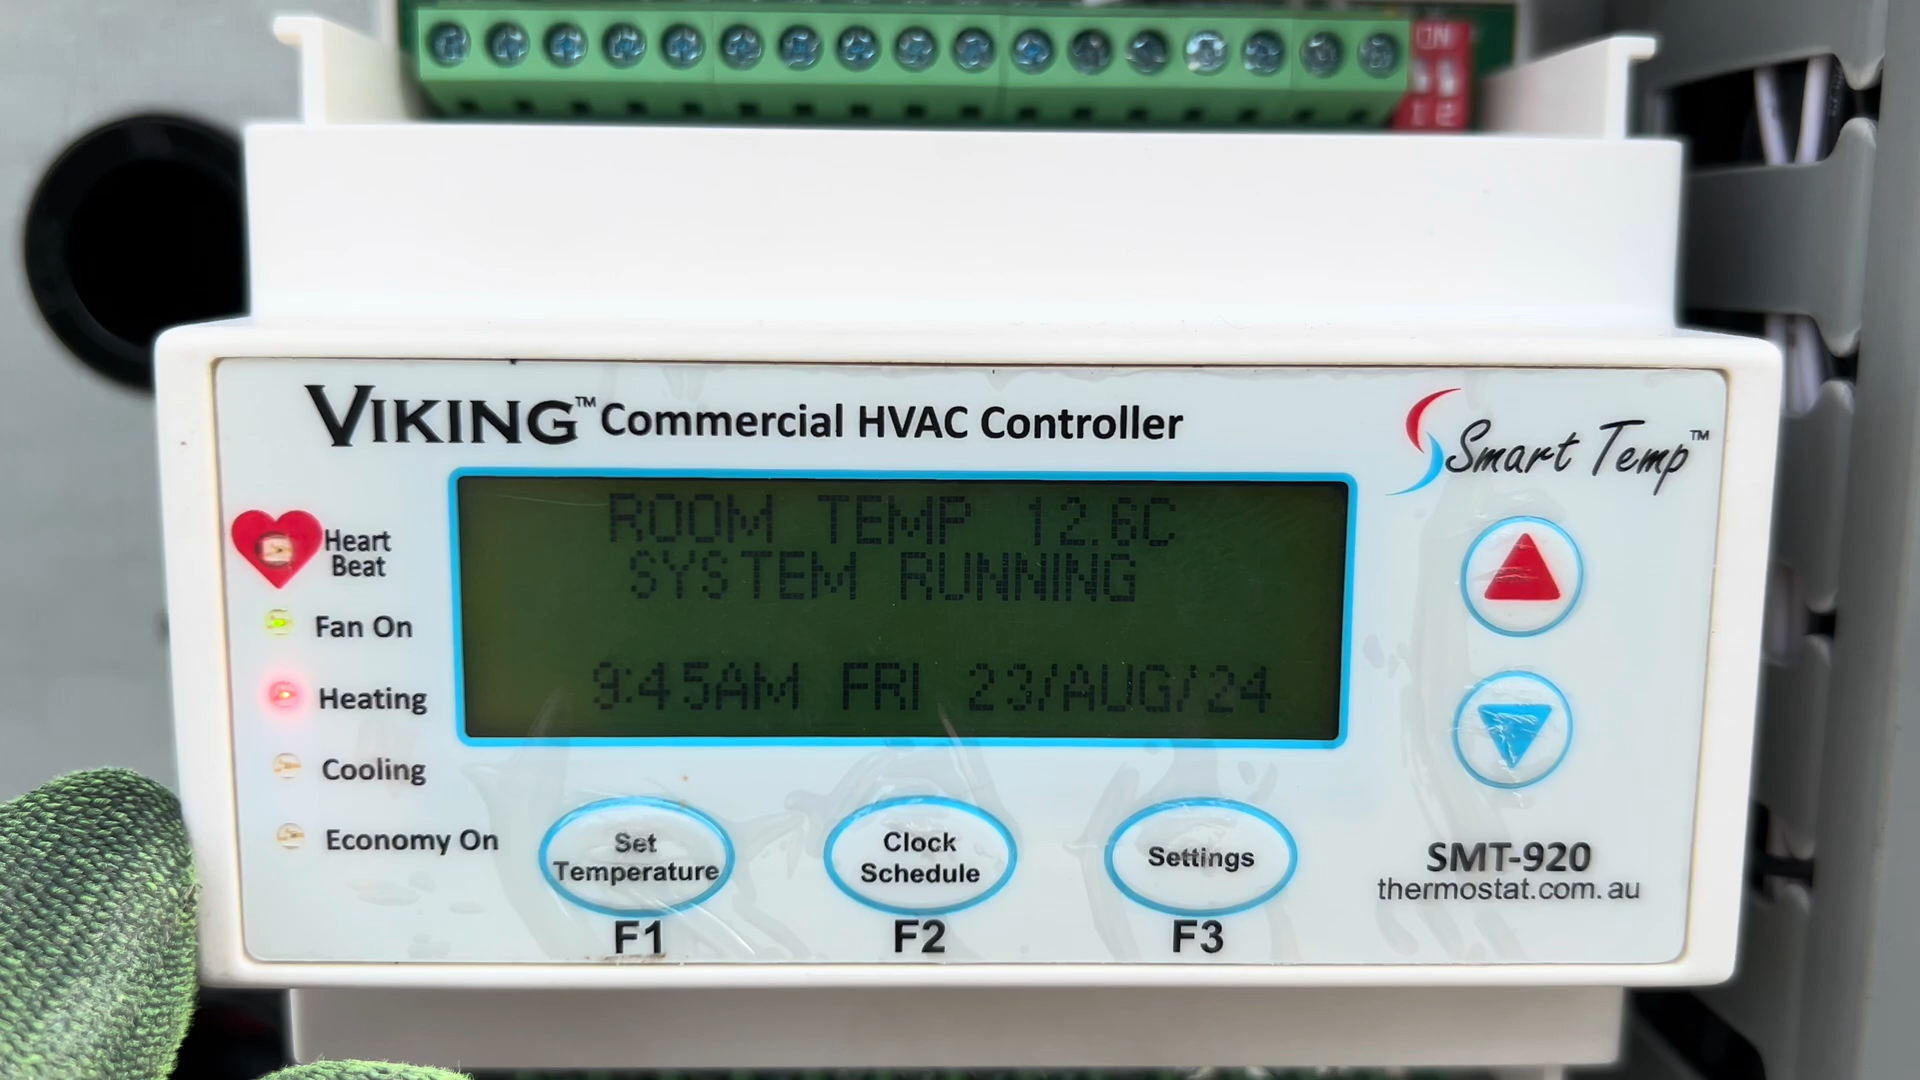 ON
1 2
VIKING™ Commercial HVAC Controller
Smart Temp™
ROOM TEMP 12.6C
SYSTEM RUNNING
9:45AM FRI 23/AUG/24
Heart
Beat
Fan On
Heating
Cooling
Economy On
Set
Temperature
F1
Clock
Schedule
F2
Settings
F3
SMT-920
thermostat.com.au